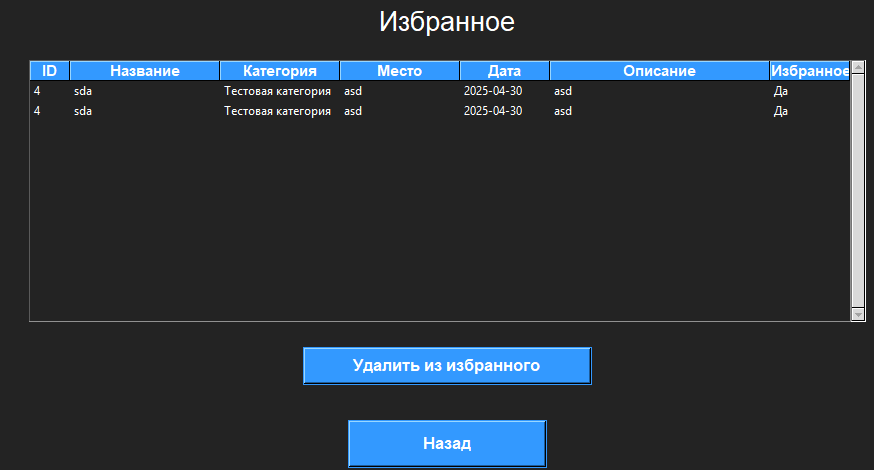 Избранное
ID Название Категория Место Дата Описание Избранное
4 sda Тестовая категория asd 2025-04-30 asd Да
4 sda Тестовая категория asd 2025-04-30 asd Да
Удалить из избранного
Назад